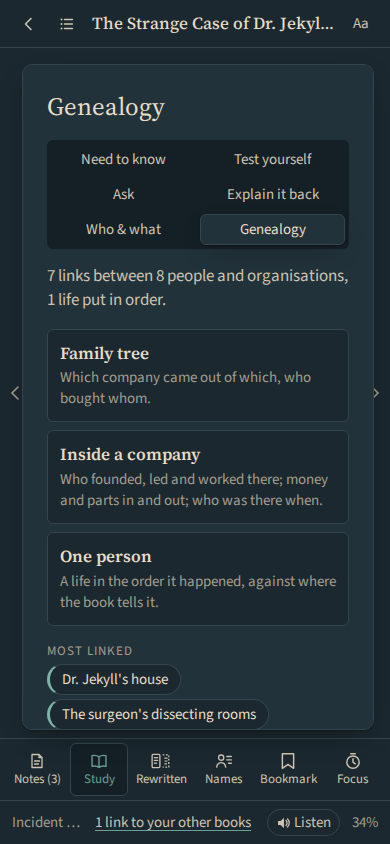 The Strange Case of Dr. Jekyl...
Aa
Genealogy
Need to know
Test yourself
Ask
Explain it back
Who & what
Genealogy
7 links between 8 people and organisations,
1 life put in order.
Family tree
Which company came out of which, who
bought whom.
Inside a company
Who founded, led and worked there; money
and parts in and out; who was there when.
One person
A life in the order it happened, against where
the book tells it.
MOST LINKED
Dr. Jekyll's house
The surgeon's dissecting rooms
Notes (3)
Study
Rewritten
Names
Bookmark
Focus
Incident ...
1 link to your other books
Listen
34%